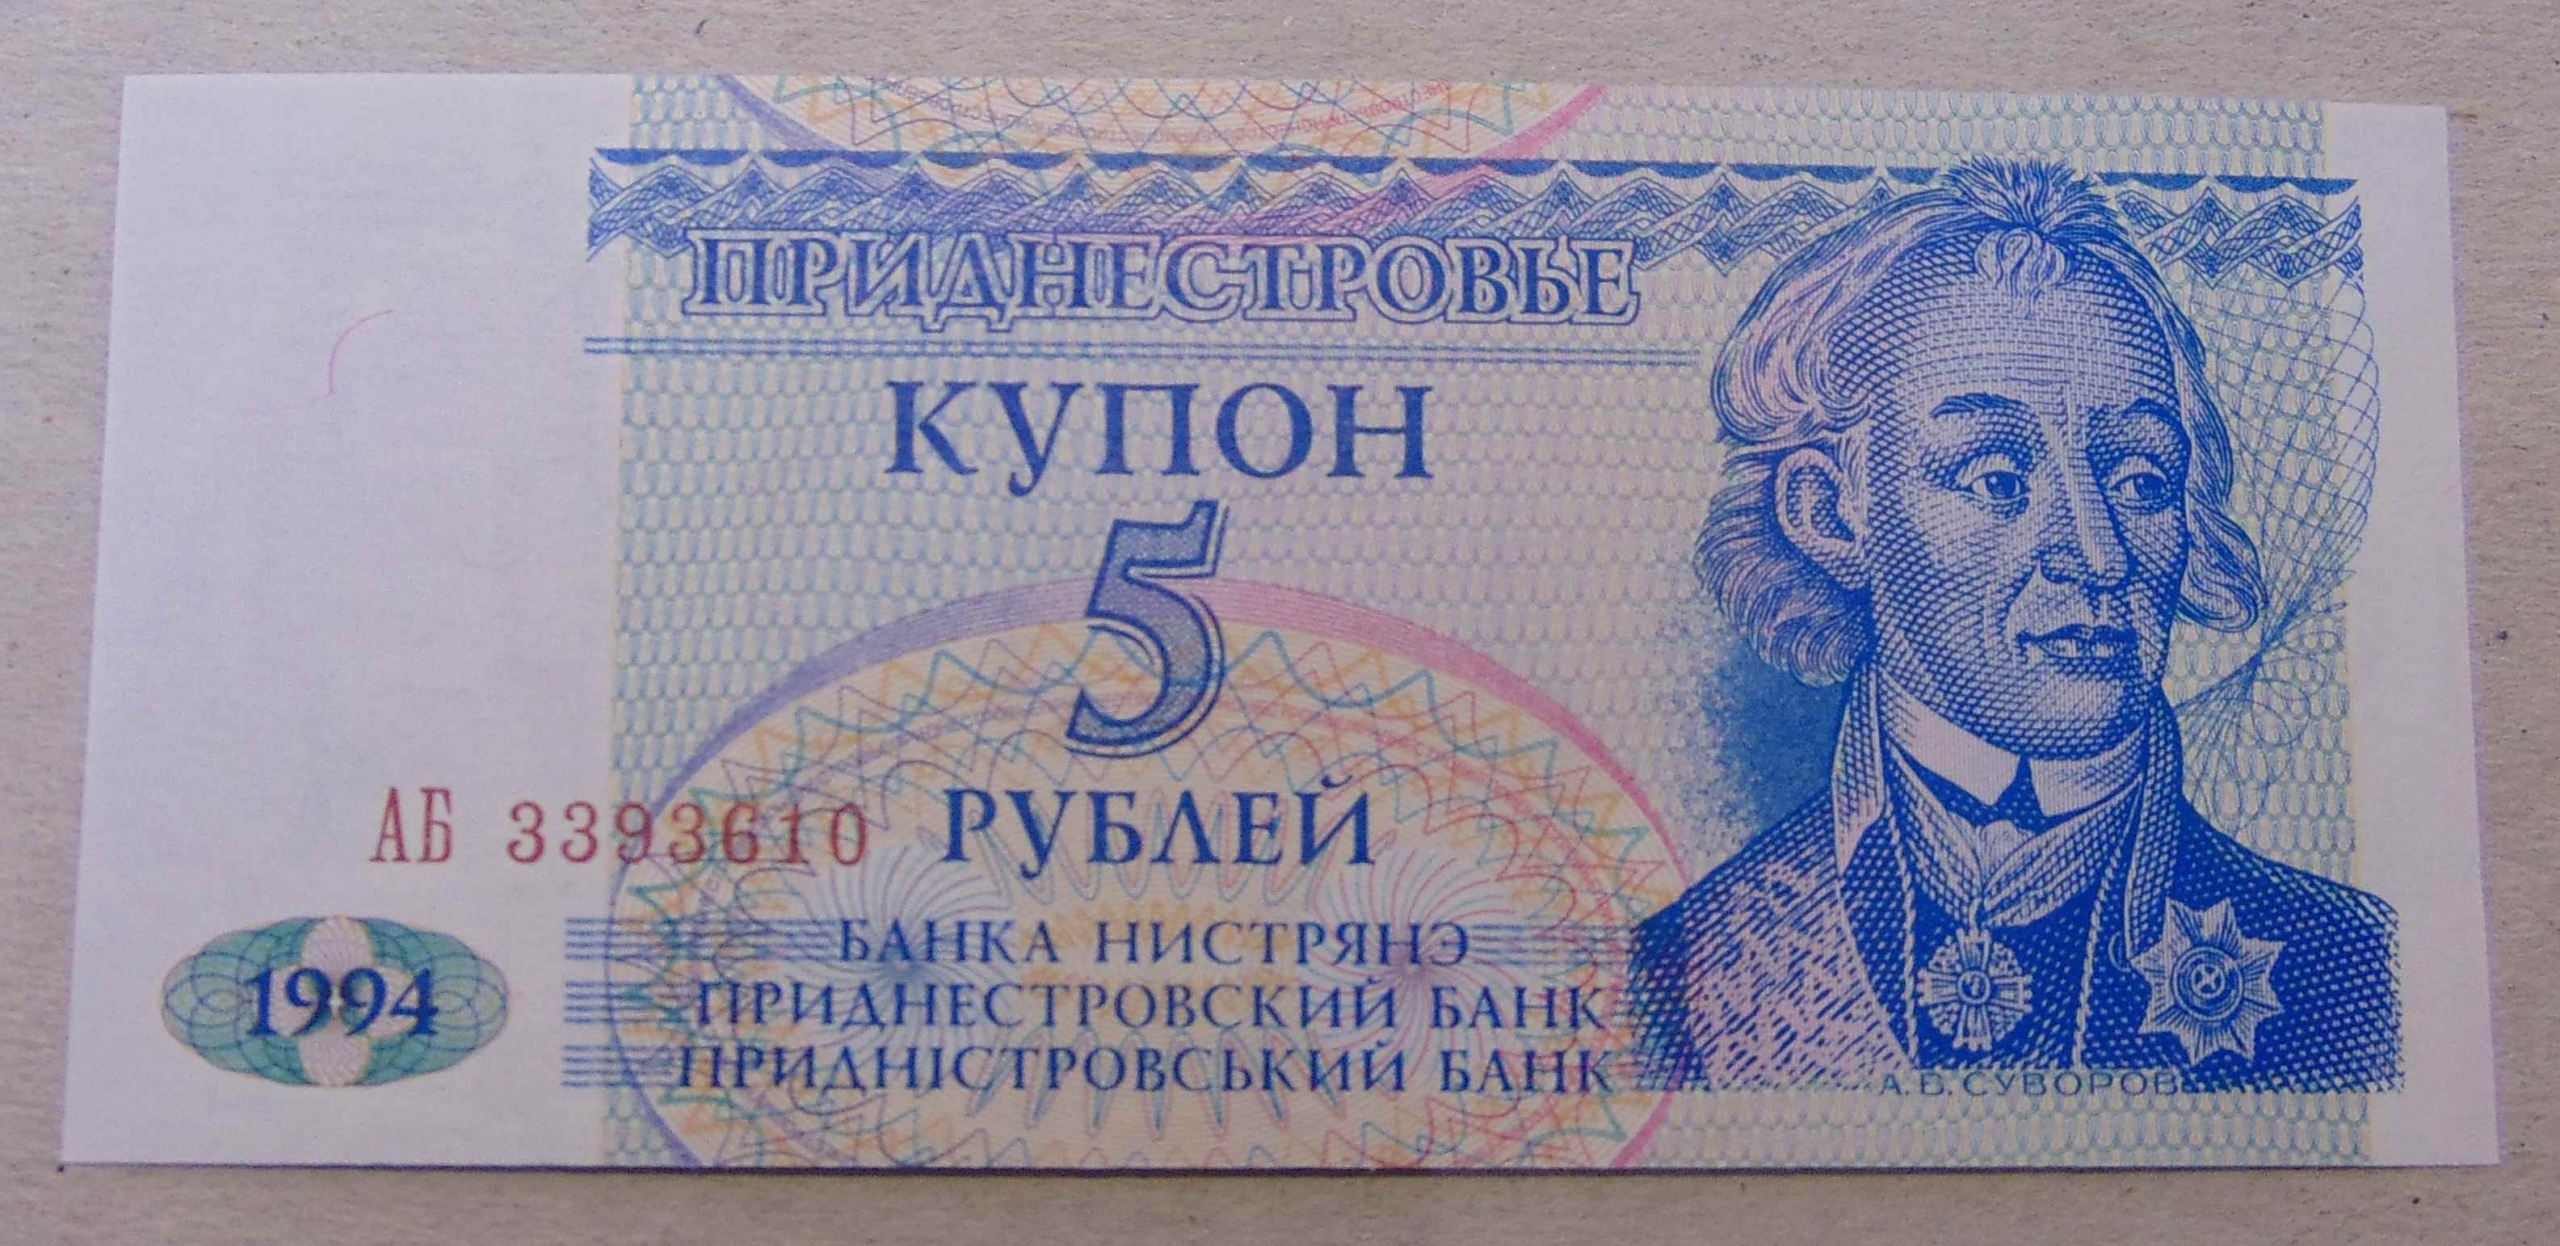 ПРИДНЕСТРОВЬЕ
КУПОН
5
РУБЛЕЙ
АБ 3393610
БАНКА НИСТРЯНЭ
ПРИДНЕСТРОВСКИЙ БАНК
ПРИДНІСТРОВСЬКИЙ БАНК
1994
А.В.СУВОРОВ